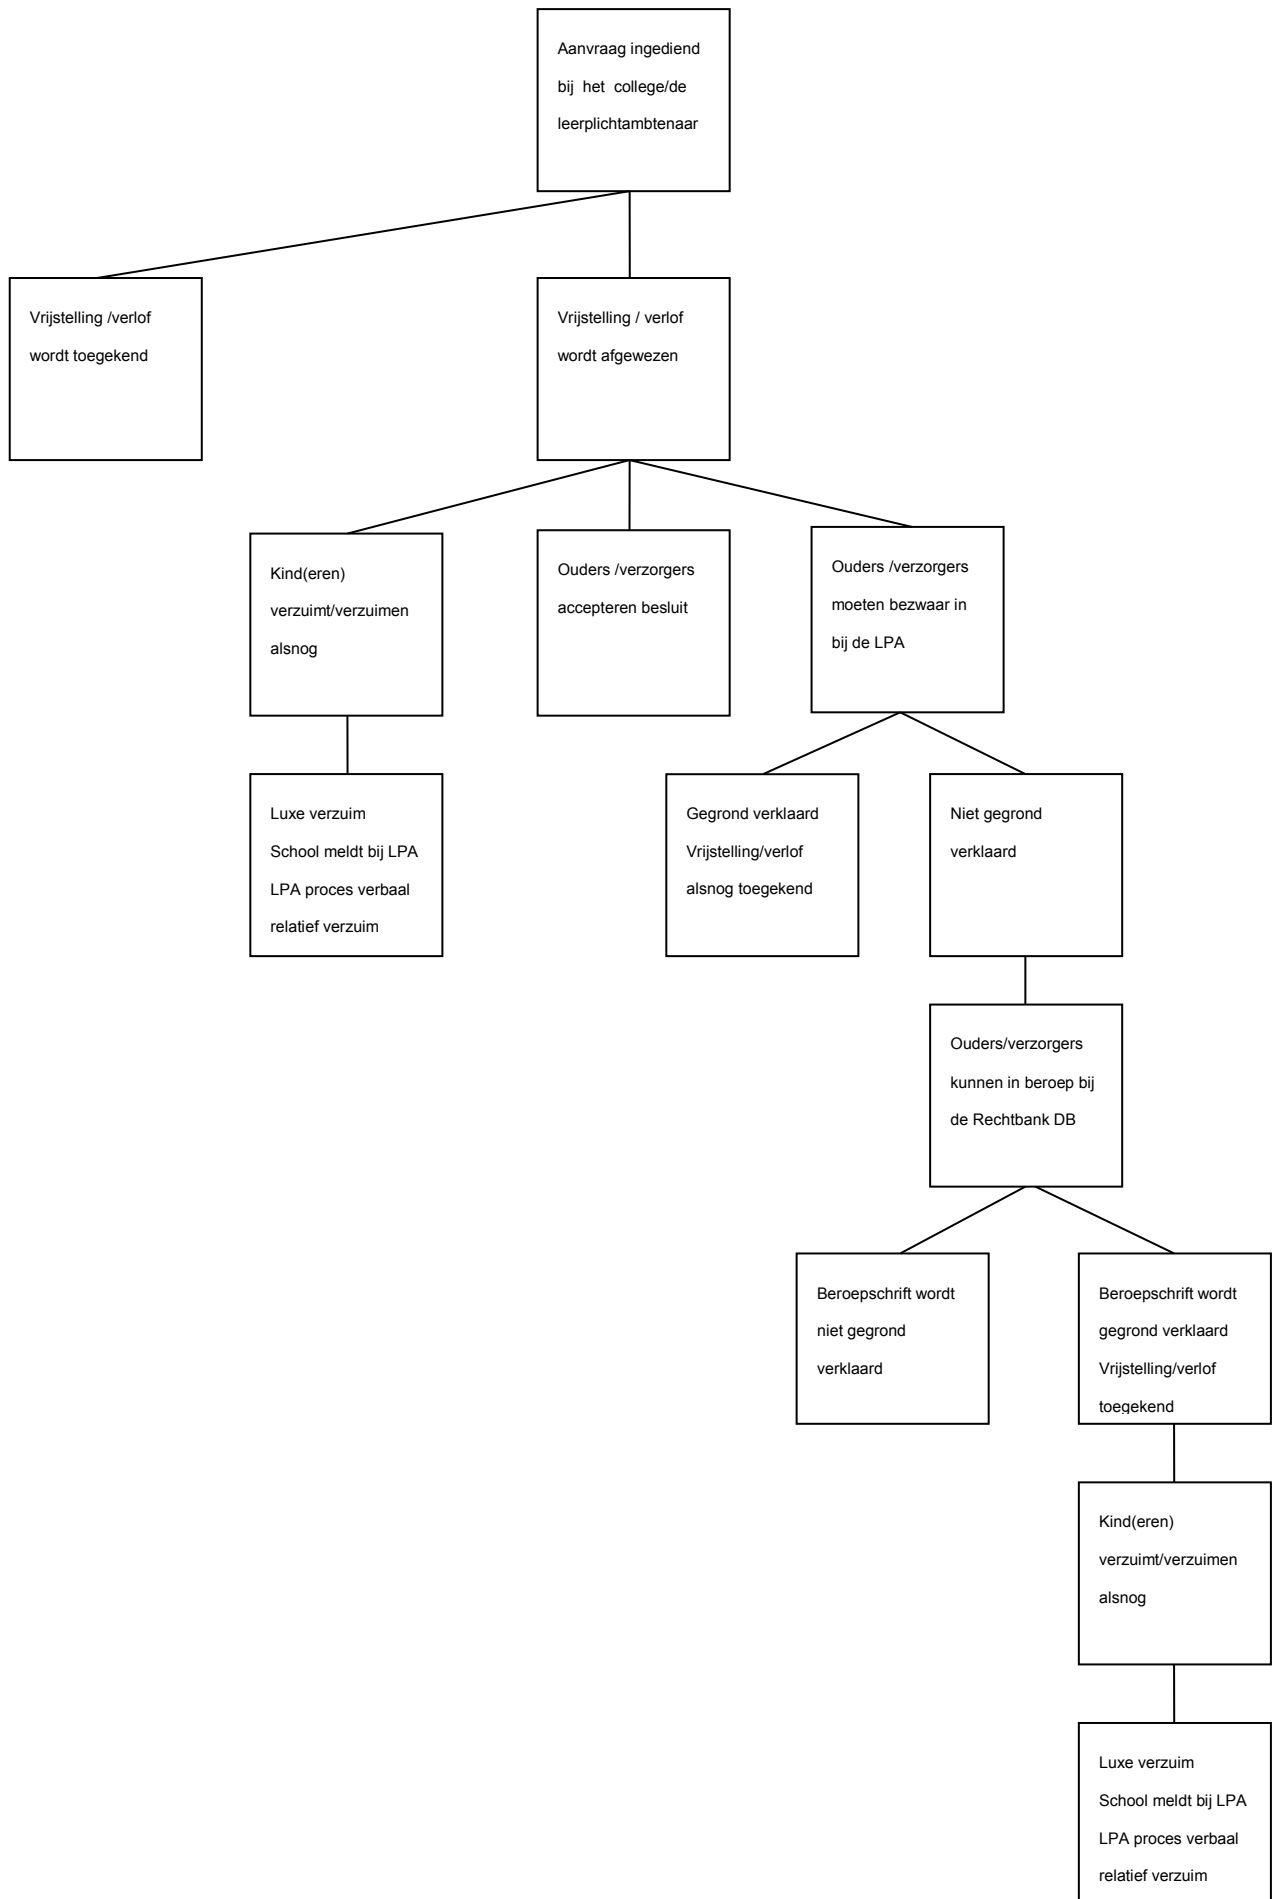 Aanvraag ingediend
bij het college/de
leerplichtambtenaar
Vrijstelling /verlof
wordt toegekend
Vrijstelling / verlof
wordt afgewezen
Kind(eren)
verzuimt/verzuimen
alsnog
Ouders /verzorgers
accepteren besluit
Ouders /verzorgers
moeten bezwaar in
bij de LPA
Luxe verzuim
School meldt bij LPA
LPA proces verbaal
relatief verzuim
Gegrond verklaard
Vrijstelling/verlof
alsnog toegekend
Niet gegrond
verklaard
Ouders/verzorgers
kunnen in beroep bij
de Rechtbank DB
Beroepschrift wordt
niet gegrond
verklaard
Beroepschrift wordt
gegrond verklaard
Vrijstelling/verlof
toegekend
Kind(eren)
verzuimt/verzuimen
alsnog
Luxe verzuim
School meldt bij LPA
LPA proces verbaal
relatief verzuim